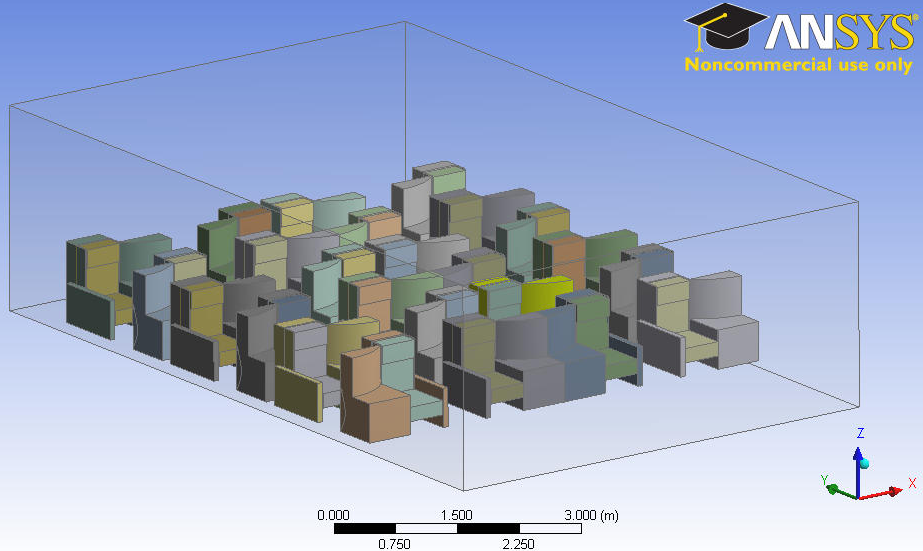 ANSYS
Noncommercial use only
Z
Y
X
0.000 1.500 3.000 (m)
0.750 2.250